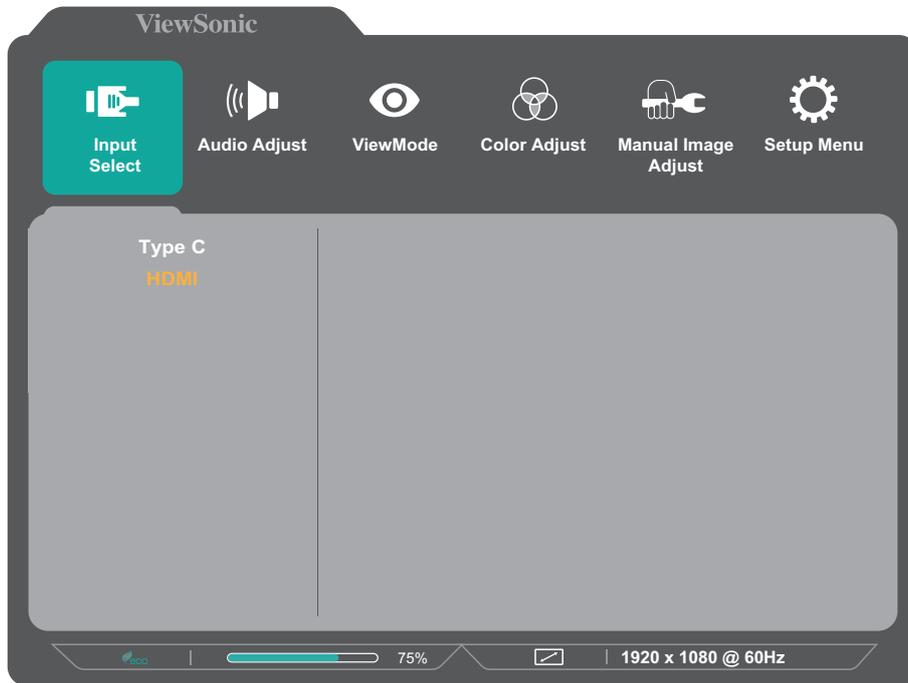 ViewSonic
Input
Select
Audio Adjust
ViewMode
Color Adjust
Manual Image
Adjust
Setup Menu
Type C
HDMI
eco
75%
1920 x 1080 @ 60Hz